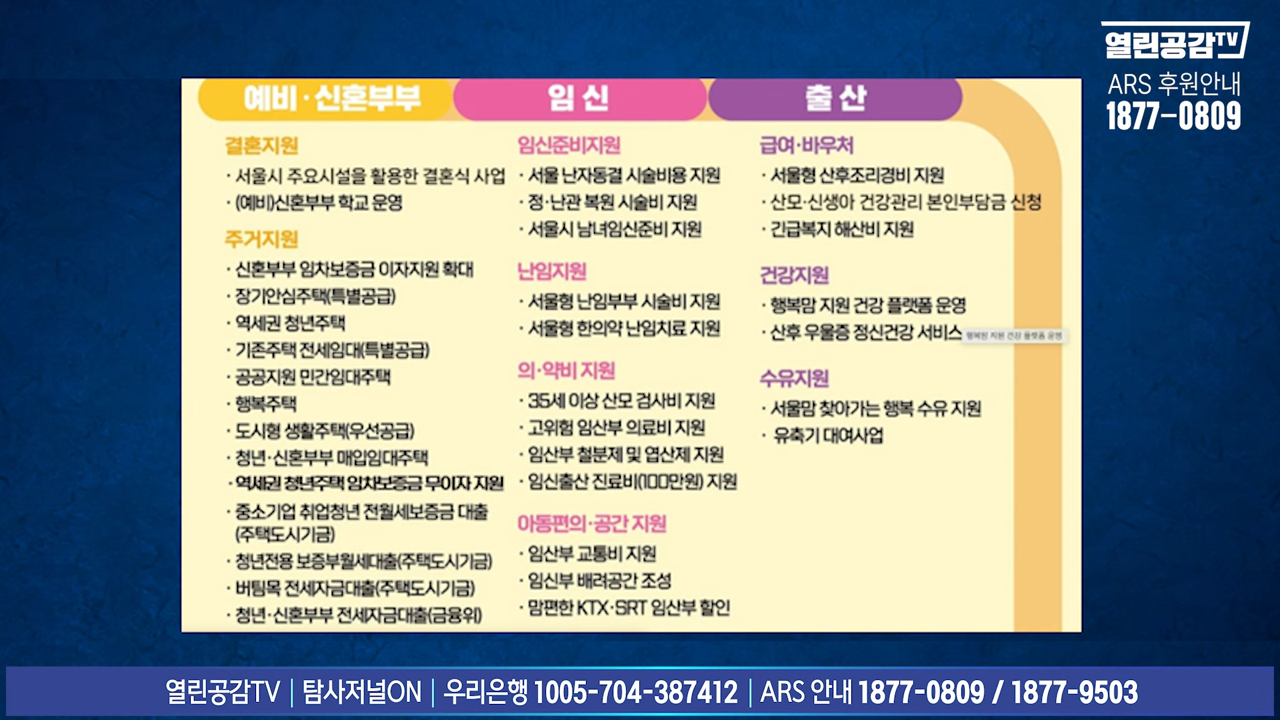 열린공감TV
ARS 후원안내
1877-0809
예비·신혼부부
결혼지원
· 서울시 주요시설을 활용한 결혼식 사업
· (예비)신혼부부 학교 운영
주거지원
· 신혼부부 임차보증금 이자지원 확대
· 장기안심주택(특별공급)
· 역세권 청년주택
· 기존주택 전세임대(특별공급)
· 공공지원 민간임대주택
· 행복주택
· 도시형 생활주택(우선공급)
· 청년·신혼부부 매입임대주택
· 역세권 청년주택 임차보증금 무이자 지원
· 중소기업 취업청년 전월세보증금 대출
(주택도시기금)
· 청년전용 보증부월세대출(주택도시기금)
· 버팀목 전세자금대출(주택도시기금)
· 청년·신혼부부 전세자금대출(금융위)
임 신
임신준비지원
· 서울 난자동결 시술비용 지원
· 정·난관 복원 시술비 지원
· 서울시 남녀임신준비 지원
난임지원
· 서울형 난임부부 시술비 지원
· 서울형 한의약 난임치료 지원
의·약비 지원
· 35세 이상 산모 검사비 지원
· 고위험 임산부 의료비 지원
· 임산부 철분제 및 엽산제 지원
· 임신출산 진료비(100만원) 지원
아동편의·공간 지원
· 임산부 교통비 지원
· 임신부 배려공간 조성
· 맘편한 KTX·SRT 임산부 할인
출 산
급여·바우처
· 서울형 산후조리경비 지원
· 산모·신생아 건강관리 본인부담금 신청
· 긴급복지 해산비 지원
건강지원
· 행복맘 지원 건강 플랫폼 운영
· 산후 우울증 정신건강 서비스
행복맘 지원 건강 플랫폼 운영
수유지원
· 서울맘 찾아가는 행복 수유 지원
· 유축기 대여사업
열린공감TV | 탐사저널ON | 우리은행 1005-704-387412 | ARS 안내 1877-0809 / 1877-9503